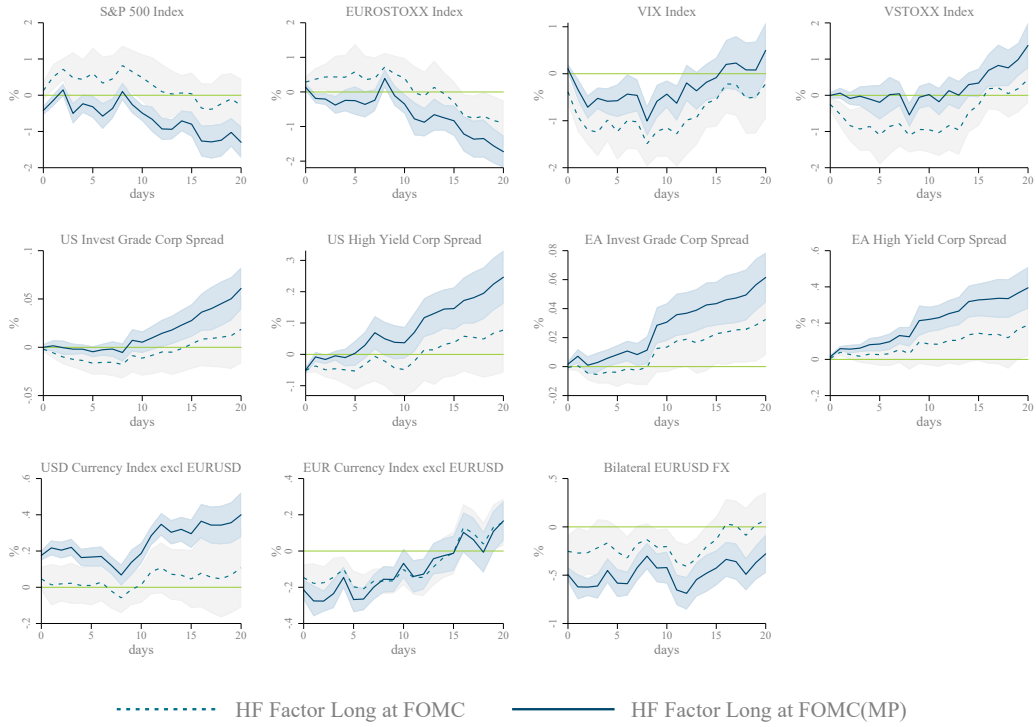 S&P 500 Index
EUROSTOXX Index
VIX Index
VSTOXX Index
%
2
1
0
-1
-2
0 5 10 15 20
days
%
2
1
0
-1
-2
0 5 10 15 20
days
%
1
0
-1
-2
0 5 10 15 20
days
%
2
1
0
-1
-2
0 5 10 15 20
days
US Invest Grade Corp Spread
US High Yield Corp Spread
EA Invest Grade Corp Spread
EA High Yield Corp Spread
%
.1
.05
0
-.05
0 5 10 15 20
days
%
.3
.2
.1
0
-.1
0 5 10 15 20
days
%
.08
.06
.04
.02
0
-.02
0 5 10 15 20
days
%
.6
.4
.2
0
-.2
0 5 10 15 20
days
USD Currency Index excl EURUSD
EUR Currency Index excl EURUSD
Bilateral EURUSD FX
%
.6
.4
.2
0
-.2
0 5 10 15 20
days
%
.4
.2
0
-.2
-.4
0 5 10 15 20
days
%
.5
0
-.5
-1
0 5 10 15 20
days
HF Factor Long at FOMC
HF Factor Long at FOMC(MP)